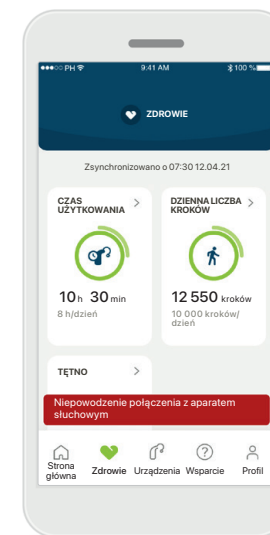 PH 9:41 AM 100 %
ZDROWIE
Zsynchronizowano o 07:30 12.04.21
CZAS
UŻYTKOWANIA
10 h 30 min
8 h/dzień
DZIENNA LICZBA
KROKÓW
12 550 kroków
10 000 kroków/
dzień
TĘTNO
Niepowodzenie połączenia z aparatem
słuchowym
Strona
główna
Zdrowie
Urządzenia
Wsparcie
Profil